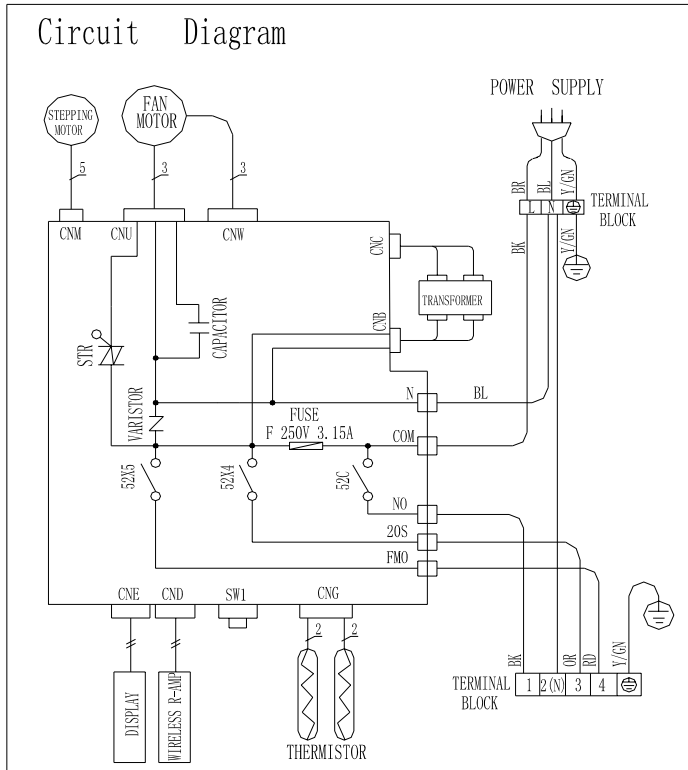 Circuit Diagram
POWER SUPPLY
STEPPING
MOTOR
FAN
MOTOR
5
3
3
BR
BL
Y/GN
L
N
TERMINAL
BLOCK
BK
Y/GN
CNM
CNU
CNW
CNC
TRANSFORMER
CNB
CAPACITOR
STR
VARISTOR
N
BL
FUSE
F 250V 3.15A
COM
52X5
52X4
52C
NO
20S
FMO
CNE
CND
SW1
CNG
2
2
BK
OR
RD
Y/GN
TERMINAL
BLOCK
1
2(N)
3
4
DISPLAY
WIRELESS R-AMP
THERMISTOR